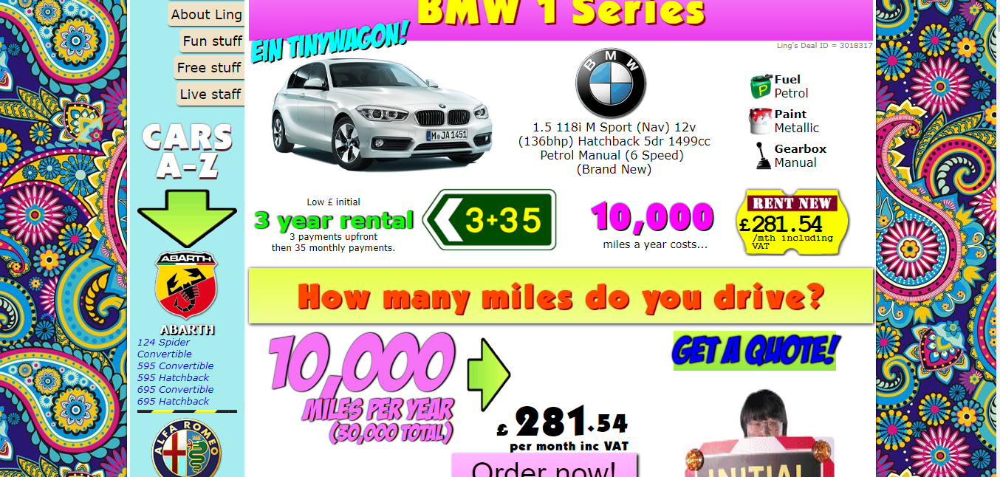 About Ling
Fun stuff
Free stuff
Live staff
CARS
A-Z
ABARTH
ABARTH
124 Spider
Convertible
595 Convertible
595 Hatchback
695 Convertible
695 Hatchback
ALFA ROMEO
BMW 1 Series
EIN TINYWAGON!
Ling's Deal ID = 3018317
M JA 1451
BMW
1.5 118i M Sport (Nav) 12v
(136bhp) Hatchback 5dr 1499cc
Petrol Manual (6 Speed)
(Brand New)
P
Fuel
Petrol
Paint
Metallic
Gearbox
Manual
Low £ initial
3 year rental
3 payments upfront
then 35 monthly payments.
3+35
10,000
miles a year costs...
RENT NEW
£281.54
/mth including
VAT
How many miles do you drive?
10,000
MILES PER YEAR
(30,000 TOTAL)
£281.54
per month inc VAT
Order now!
GET A QUOTE!
INITIAL